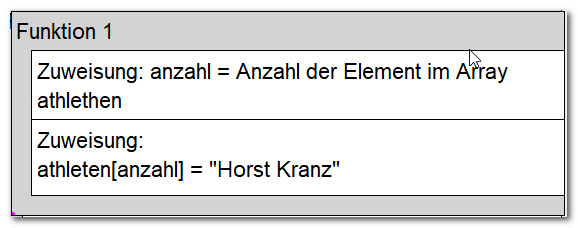 Funktion 1
Zuweisung: anzahl = Anzahl der Element im Array
athlethen
Zuweisung:
athleten[anzahl] = "Horst Kranz"